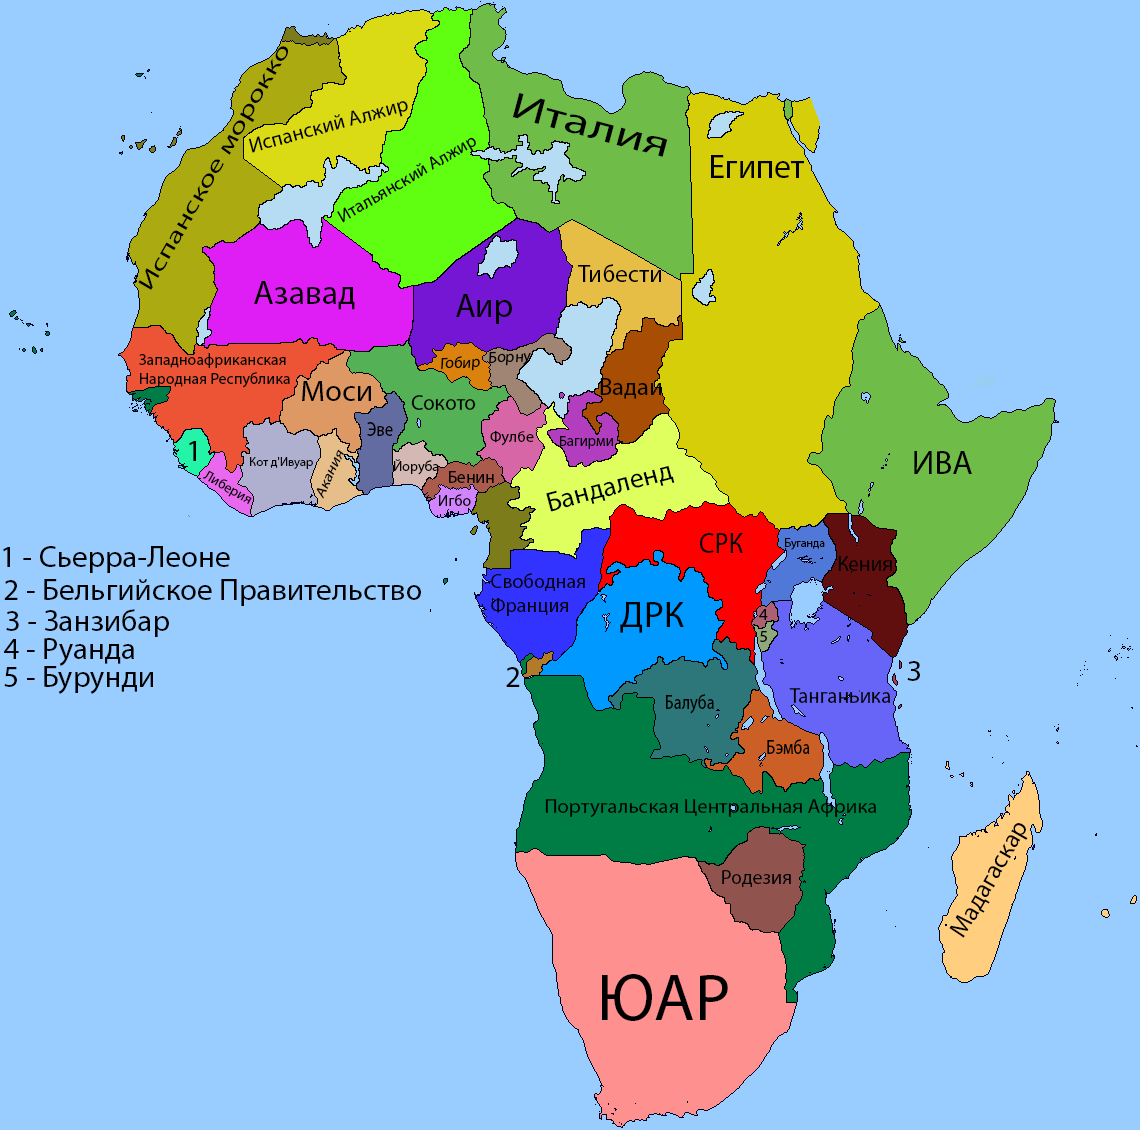 Испанское морокко
Испанский Алжир
Итальянский Алжир
Италия
Египет
Азавад
Аир
Тибести
Западноафриканская
Народная Республика
Моси
Сокото
Гобир
Борну
Вадаи
ИВА
1
Либерия
Кот д'Ивуар
Акания
Эве
Йоруба
Бенин
Игбо
Фулбе
Багирми
Бандаленд
СРК
Буганда
Кения
Свободная
Франция
ДРК
4
5
2
3
Танганьика
Балуба
Бэмба
Португальская Центральная Африка
Родезия
Мадагаскар
ЮАР
1 - Сьерра-Леоне
2 - Бельгийское Правительство
3 - Занзибар
4 - Руанда
5 - Бурунди